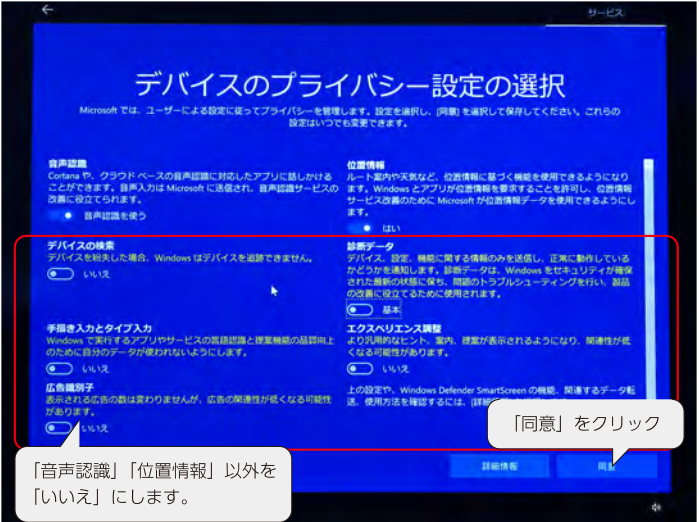 サービス
デバイスのプライバシー設定の選択
Microsoft では、ユーザーによる設定に従ってプライバシーを管理します。設定を選択し、[同意] を選択して保存してください。これらの
設定はいつでも変更できます。
音声認識
Cortana や、クラウド ベースの音声認識に対応したアプリに話しかける
ことができます。音声入力は Microsoft に送信され、音声認識サービスの
改善に役立てられます。
音声認識を使う
位置情報
ルート案内や天気など、位置情報に基づく機能を使用できるようになり
ます。Windows とアプリが位置情報を要求することを許可し、位置情報
サービス改善のために Microsoft が位置情報データを使用できるようにし
ます。
はい
デバイスの検索
デバイスを紛失した場合、Windows はデバイスを追跡できません。
いいえ
診断データ
デバイス、設定、機能に関する情報のみを送信し、正常に動作している
かどうかを通知します。診断データは、Windows をセキュリティが確保
された最新の状態に保ち、問題のトラブルシューティングを行い、製品
の改善に役立てるために使用されます。
基本
手描き入力とタイプ入力
Windows で実行するアプリやサービスの言語認識と提案機能の品質向上
のために自分のデータが使われないようにします。
いいえ
エクスペリエンス調整
より汎用的なヒント、案内、提案が表示されるようになり、関連性が低
くなる可能性があります。
いいえ
広告識別子
表示される広告の数は変わりませんが、広告の関連性が低くなる可能性
があります。
いいえ
上の設定や、Windows Defender SmartScreen の機能、関連するデータ転
送、使用方法を確認するには、[詳細
「同意」をクリック
「音声認識」「位置情報」以外を
「いいえ」にします。
詳細情報
同意